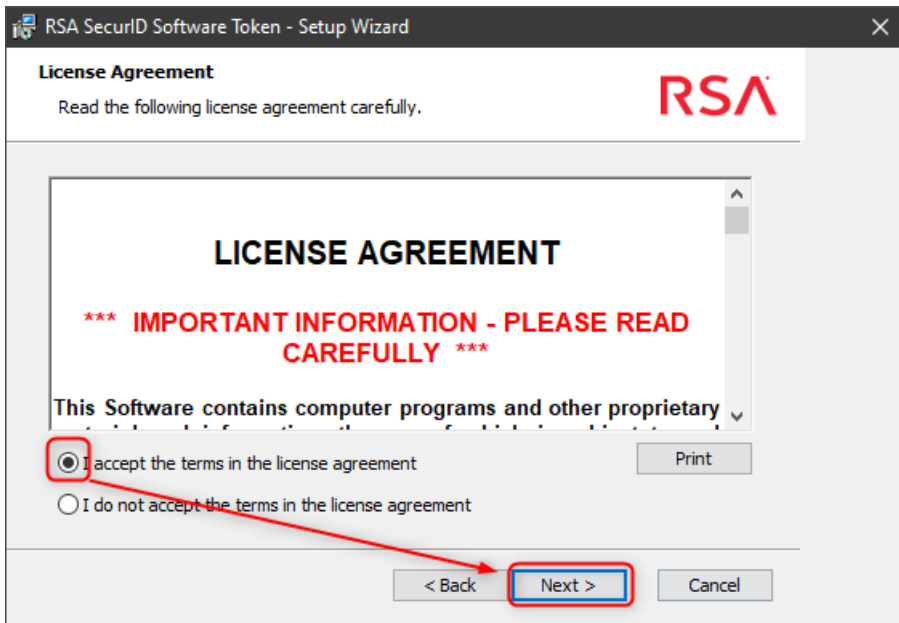 RSA SecurID Software Token - Setup Wizard
License Agreement
Read the following license agreement carefully.
RSA
LICENSE AGREEMENT
*** IMPORTANT INFORMATION - PLEASE READ
CAREFULLY ***
This Software contains computer programs and other proprietary
I accept the terms in the license agreement
Print
I do not accept the terms in the license agreement
< Back
Next >
Cancel